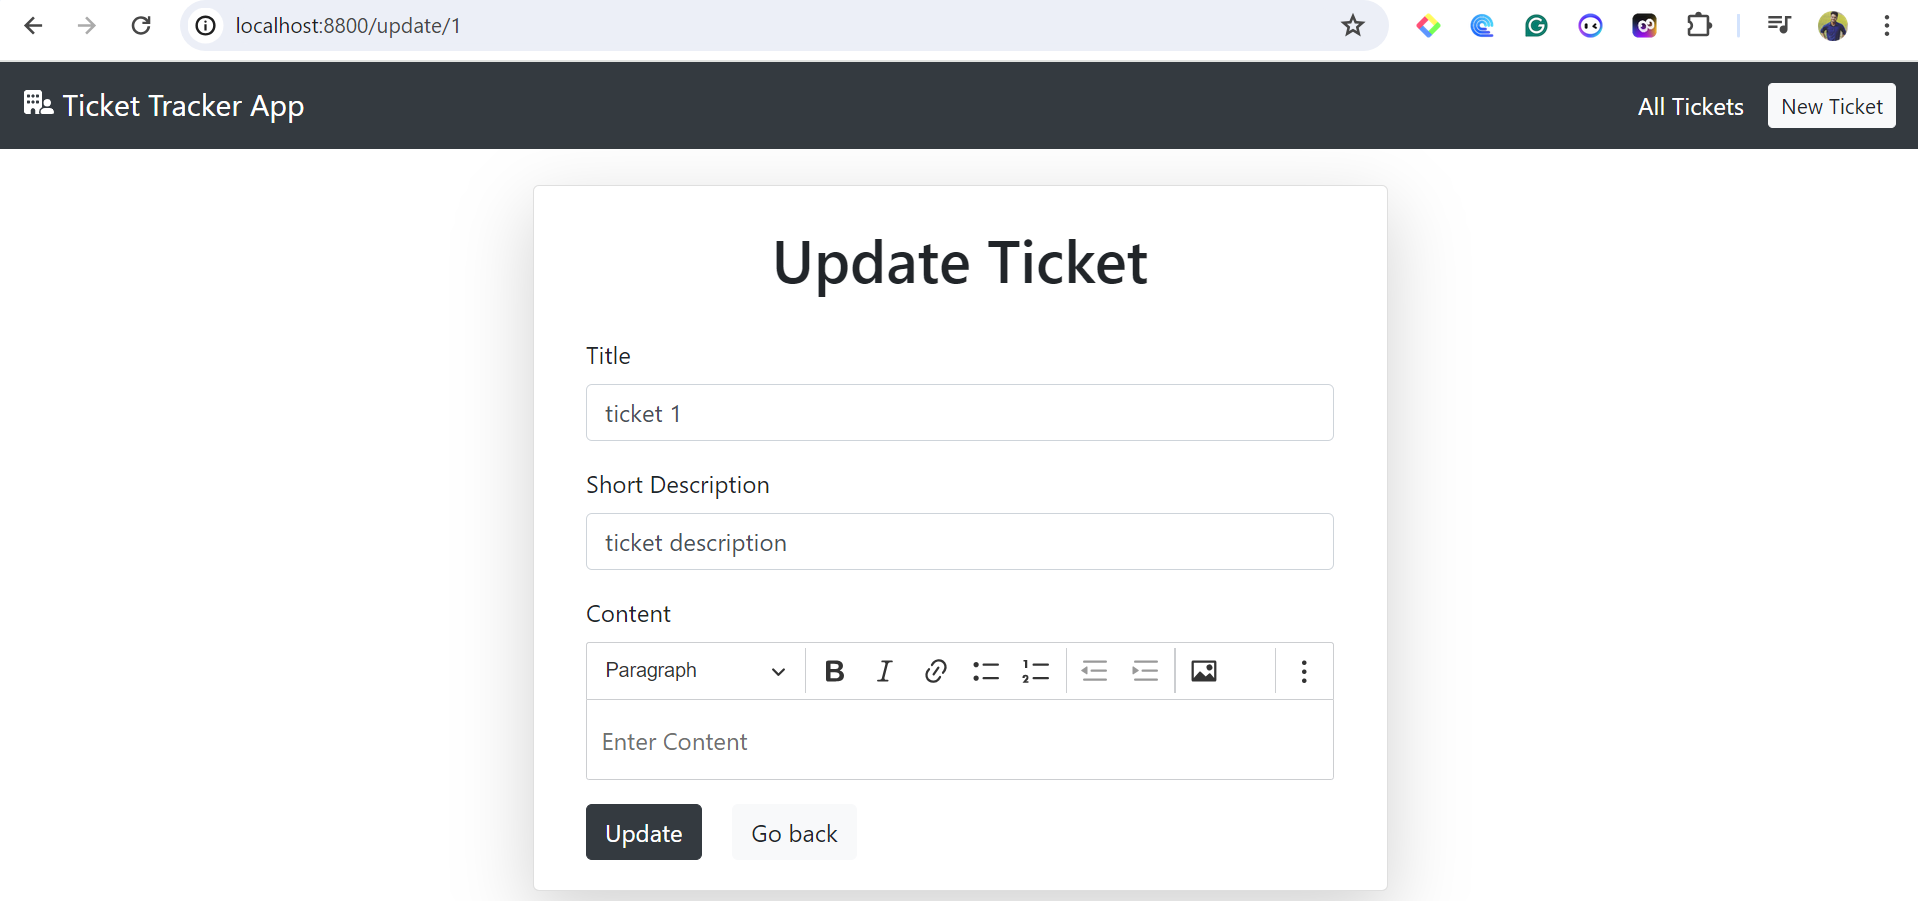 localhost:8800/update/1
Ticket Tracker App
All Tickets
New Ticket
Update Ticket
Title
ticket 1
Short Description
ticket description
Content
Paragraph
Enter Content
Update
Go back